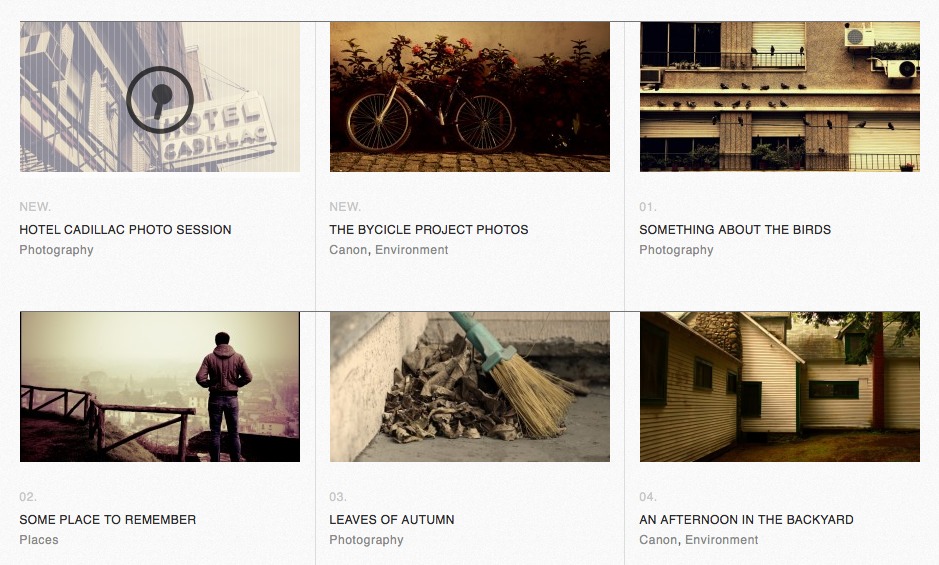 HOTEL
CADILLAC
NEW.
HOTEL CADILLAC PHOTO SESSION
Photography
NEW.
THE BYCICLE PROJECT PHOTOS
Canon, Environment
01.
SOMETHING ABOUT THE BIRDS
Photography
02.
SOME PLACE TO REMEMBER
Places
03.
LEAVES OF AUTUMN
Photography
04.
AN AFTERNOON IN THE BACKYARD
Canon, Environment